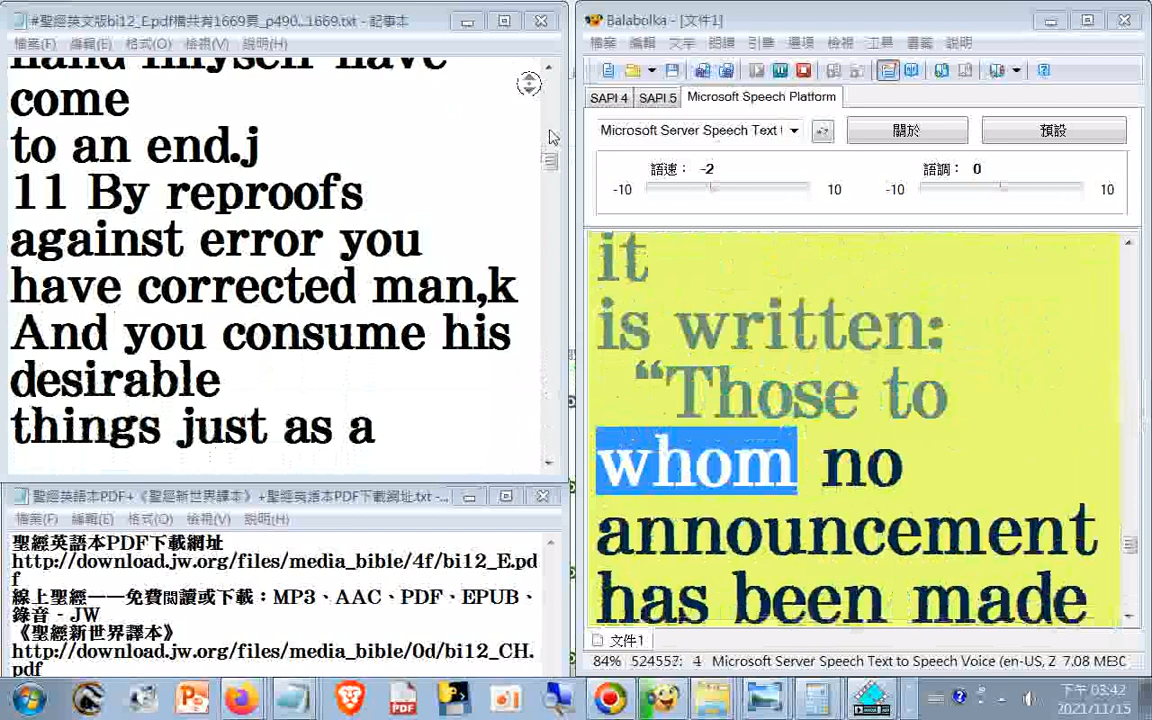 #聖經英文版bi12_E.pdf檔共有1669頁_p490...1669.txt - 記事本
檔案(F) 編輯(E) 格式(O) 檢視(V) 說明(H)
hand myself have
come
to an end.j
11 By reproofs
against error you
have corrected man,k
And you consume his
desirable
things just as a
聖經英語本PDF+《聖經新世界譯本》+聖經英語本PDF下載網址.txt - ...
檔案(F) 編輯(E) 格式(O) 檢視(V) 說明(H)
聖經英語本PDF下載網址
http://download.jw.org/files/media_bible/4f/bi12_E.pd
f
線上聖經——免費閱讀或下載：MP3、AAC、PDF、EPUB、
錄音 - JW
《聖經新世界譯本》
http://download.jw.org/files/media_bible/0d/bi12_CH.
pdf
Balabolka - [文件1]
檔案 編輯 文字 朗讀 引擎 選項 檢視 工具 書籤 說明
SAPI 4 SAPI 5 Microsoft Speech Platform
Microsoft Server Speech Text 關於 預設
語速： -2 語調： 0
-10 10 -10 10
it
is written:
“Those to
whom no
announcement
has been made
文件1
84% 524557: 4 Microsoft Server Speech Text to Speech Voice (en-US, Z 7.08 MB
PDF
下午 03:42
2021/11/15